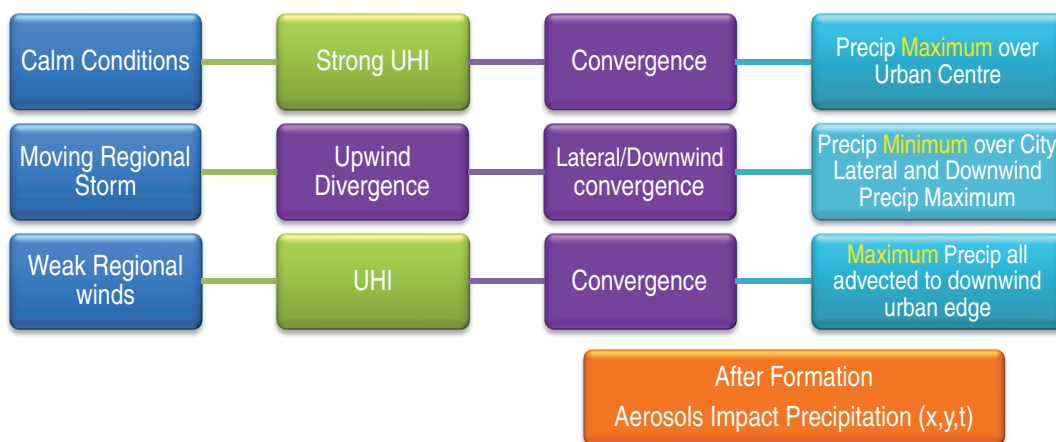 Calm Conditions
Strong UHI
Convergence
Precip Maximum over
Urban Centre
Moving Regional
Storm
Upwind
Divergence
Lateral/Downwind
convergence
Precip Minimum over City
Lateral and Downwind
Precip Maximum
Weak Regional
winds
UHI
Convergence
Maximum Precip all
advected to downwind
urban edge
After Formation
Aerosols Impact Precipitation (x,y,t)